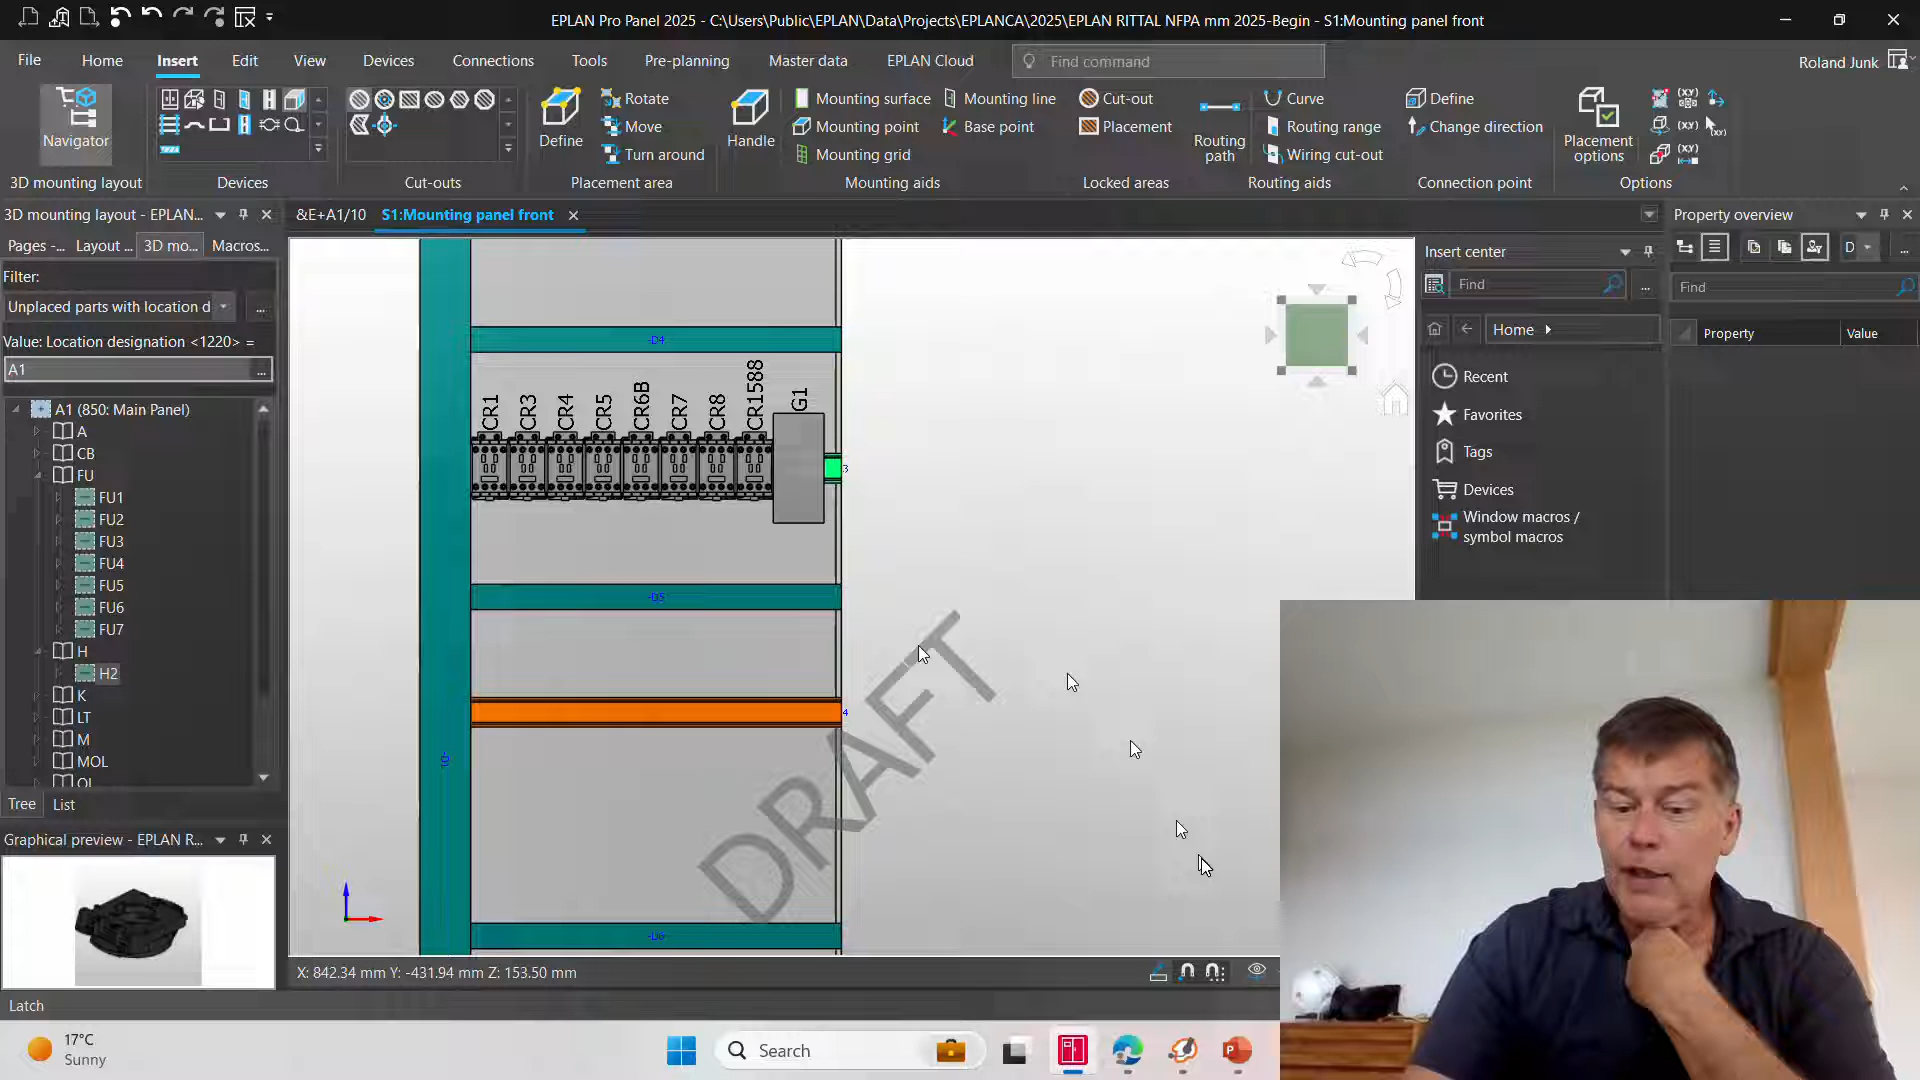 EPLAN Pro Panel 2025 - C:\Users\Public\EPLAN\Data\Projects\EPLANCA\2025\EPLAN RITTAL NFPA mm 2025-Begin - S1:Mounting panel front
File Home Insert Edit View Devices Connections Tools Pre-planning Master data EPLAN Cloud Find command Roland Junk
Navigator
3D mounting layout
Devices
Cut-outs
Define
Rotate
Move
Turn around
Placement area
Handle
Mounting surface
Mounting point
Mounting grid
Mounting line
Base point
Mounting aids
Cut-out
Placement
Locked areas
Routing path
Curve
Routing range
Wiring cut-out
Routing aids
Define
Change direction
Connection point
Placement options
Options
3D mounting layout - EPLAN...
Pages -... Layout ... 3D mo... Macros...
Filter:
Unplaced parts with location d ...
Value: Location designation <1220> =
A1 ...
A1 (850: Main Panel)
A
CB
FU
FU1
FU2
FU3
FU4
FU5
FU6
FU7
H
H2
K
LT
M
MOL
OL
Tree List
Graphical preview - EPLAN R...
Latch
&E+A1/10
S1:Mounting panel front
-D4
CR1 CR3 CR4 CR5 CR6B CR7 CR8 CR1588 G1
3
-D5
4
-D6
DRAFT
X: 842.34 mm Y: -431.94 mm Z: 153.50 mm
Insert center
Find ...
Home
Recent
Favorites
Tags
Devices
Window macros /
symbol macros
Property overview
D ...
Find
Property Value
17°C
Sunny
Search